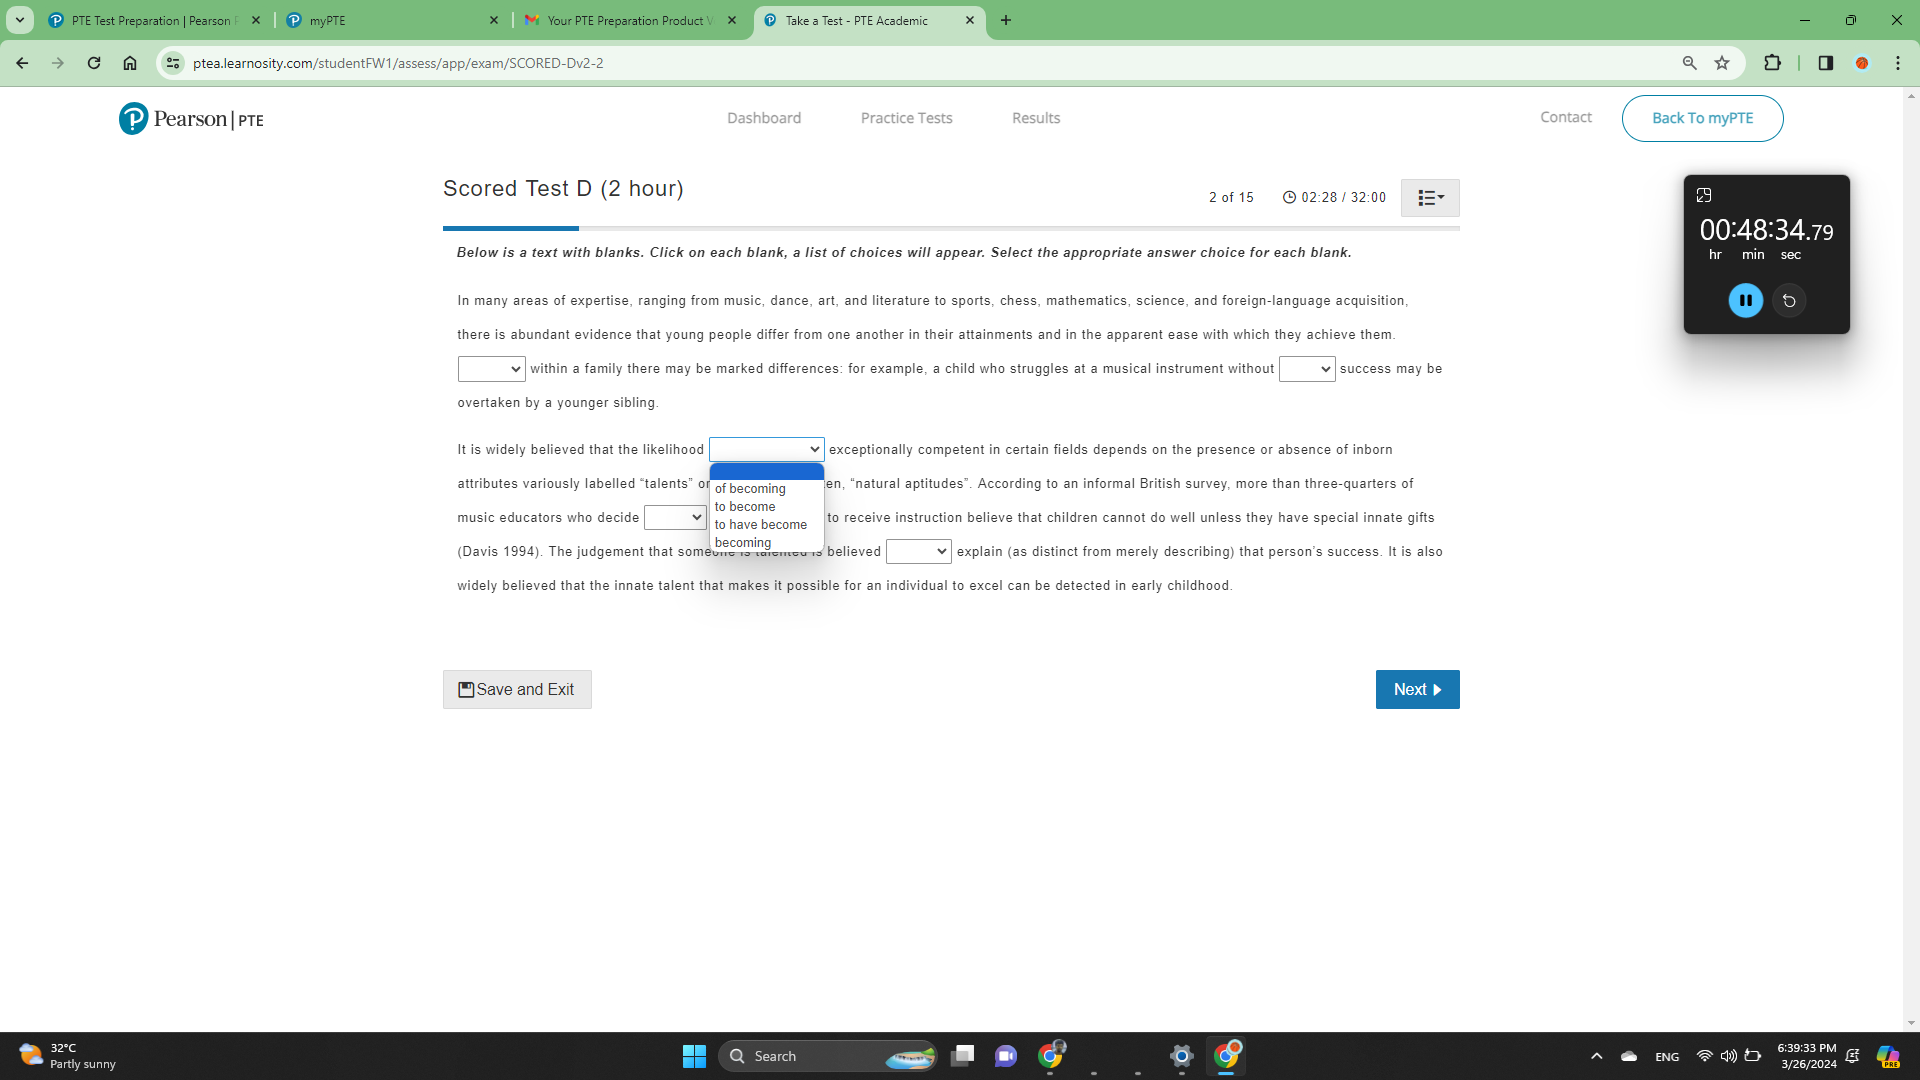 PTE Test Preparation | Pearson P
myPTE
Your PTE Preparation Product V
Take a Test - PTE Academic
ptea.learnosity.com/studentFW1/assess/app/exam/SCORED-Dv2-2
Pearson | PTE
Dashboard
Practice Tests
Results
Contact
Back To myPTE
Scored Test D (2 hour)
2 of 15
02:28 / 32:00
00:48:34.79
hr min sec
Below is a text with blanks. Click on each blank, a list of choices will appear. Select the appropriate answer choice for each blank.
In many areas of expertise, ranging from music, dance, art, and literature to sports, chess, mathematics, science, and foreign-language acquisition,
there is abundant evidence that young people differ from one another in their attainments and in the apparent ease with which they achieve them.
within a family there may be marked differences: for example, a child who struggles at a musical instrument without success may be
overtaken by a younger sibling.
It is widely believed that the likelihood exceptionally competent in certain fields depends on the presence or absence of inborn
attributes variously labelled “talents” or en, “natural aptitudes”. According to an informal British survey, more than three-quarters of
music educators who decide to receive instruction believe that children cannot do well unless they have special innate gifts
(Davis 1994). The judgement that someone is talented is believed explain (as distinct from merely describing) that person’s success. It is also
widely believed that the innate talent that makes it possible for an individual to excel can be detected in early childhood.
of becoming
to become
to have become
becoming
Save and Exit
Next
32°C
Partly sunny
Search
ENG
6:39:33 PM
3/26/2024
PRE